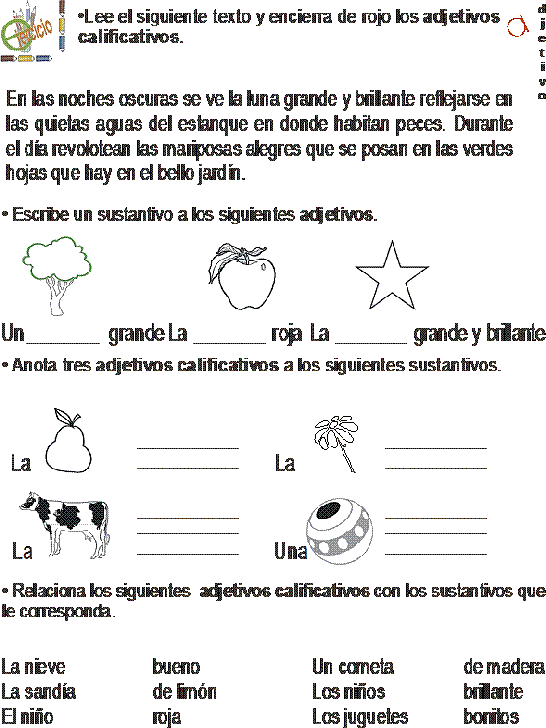 Ejercicio
•Lee el siguiente texto y encierra de rojo los adjetivos
calificativos.
a
d
j
e
t
i
v
o
En las noches oscuras se ve la luna grande y brillante reflejarse en
las quietas aguas del estanque en donde habitan peces. Durante
el día revolotean las mariposas alegres que se posan en las verdes
hojas que hay en el bello jardín.
• Escribe un sustantivo a los siguientes adjetivos.
Un ________ grande La ________ roja La ________ grande y brillante
• Anota tres adjetivos calificativos a los siguientes sustantivos.
La La
La Una
• Relaciona los siguientes adjetivos calificativos con los sustantivos que
le corresponda.
La nieve bueno Un cometa de madera
La sandía de limón Los niños brillante
El niño roja Los juguetes bonitos